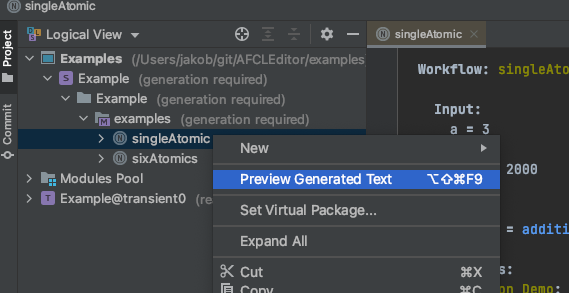 singleAtomic
Project
Commit
Logical View
Examples (/Users/jakob/git/AFCLEditor/examples
Example (generation required)
Example (generation required)
examples (generation required)
singleAtomic
sixAtomics
Modules Pool
Example@transient0 (re
singleAtomic
Workflow: singleAto
Input:
a = 3
2000
= additi
s:
on Demo:
New
Preview Generated Text ⌥⇧⌘F9
Set Virtual Package...
Expand All
Cut ⌘X
Copy ⌘C